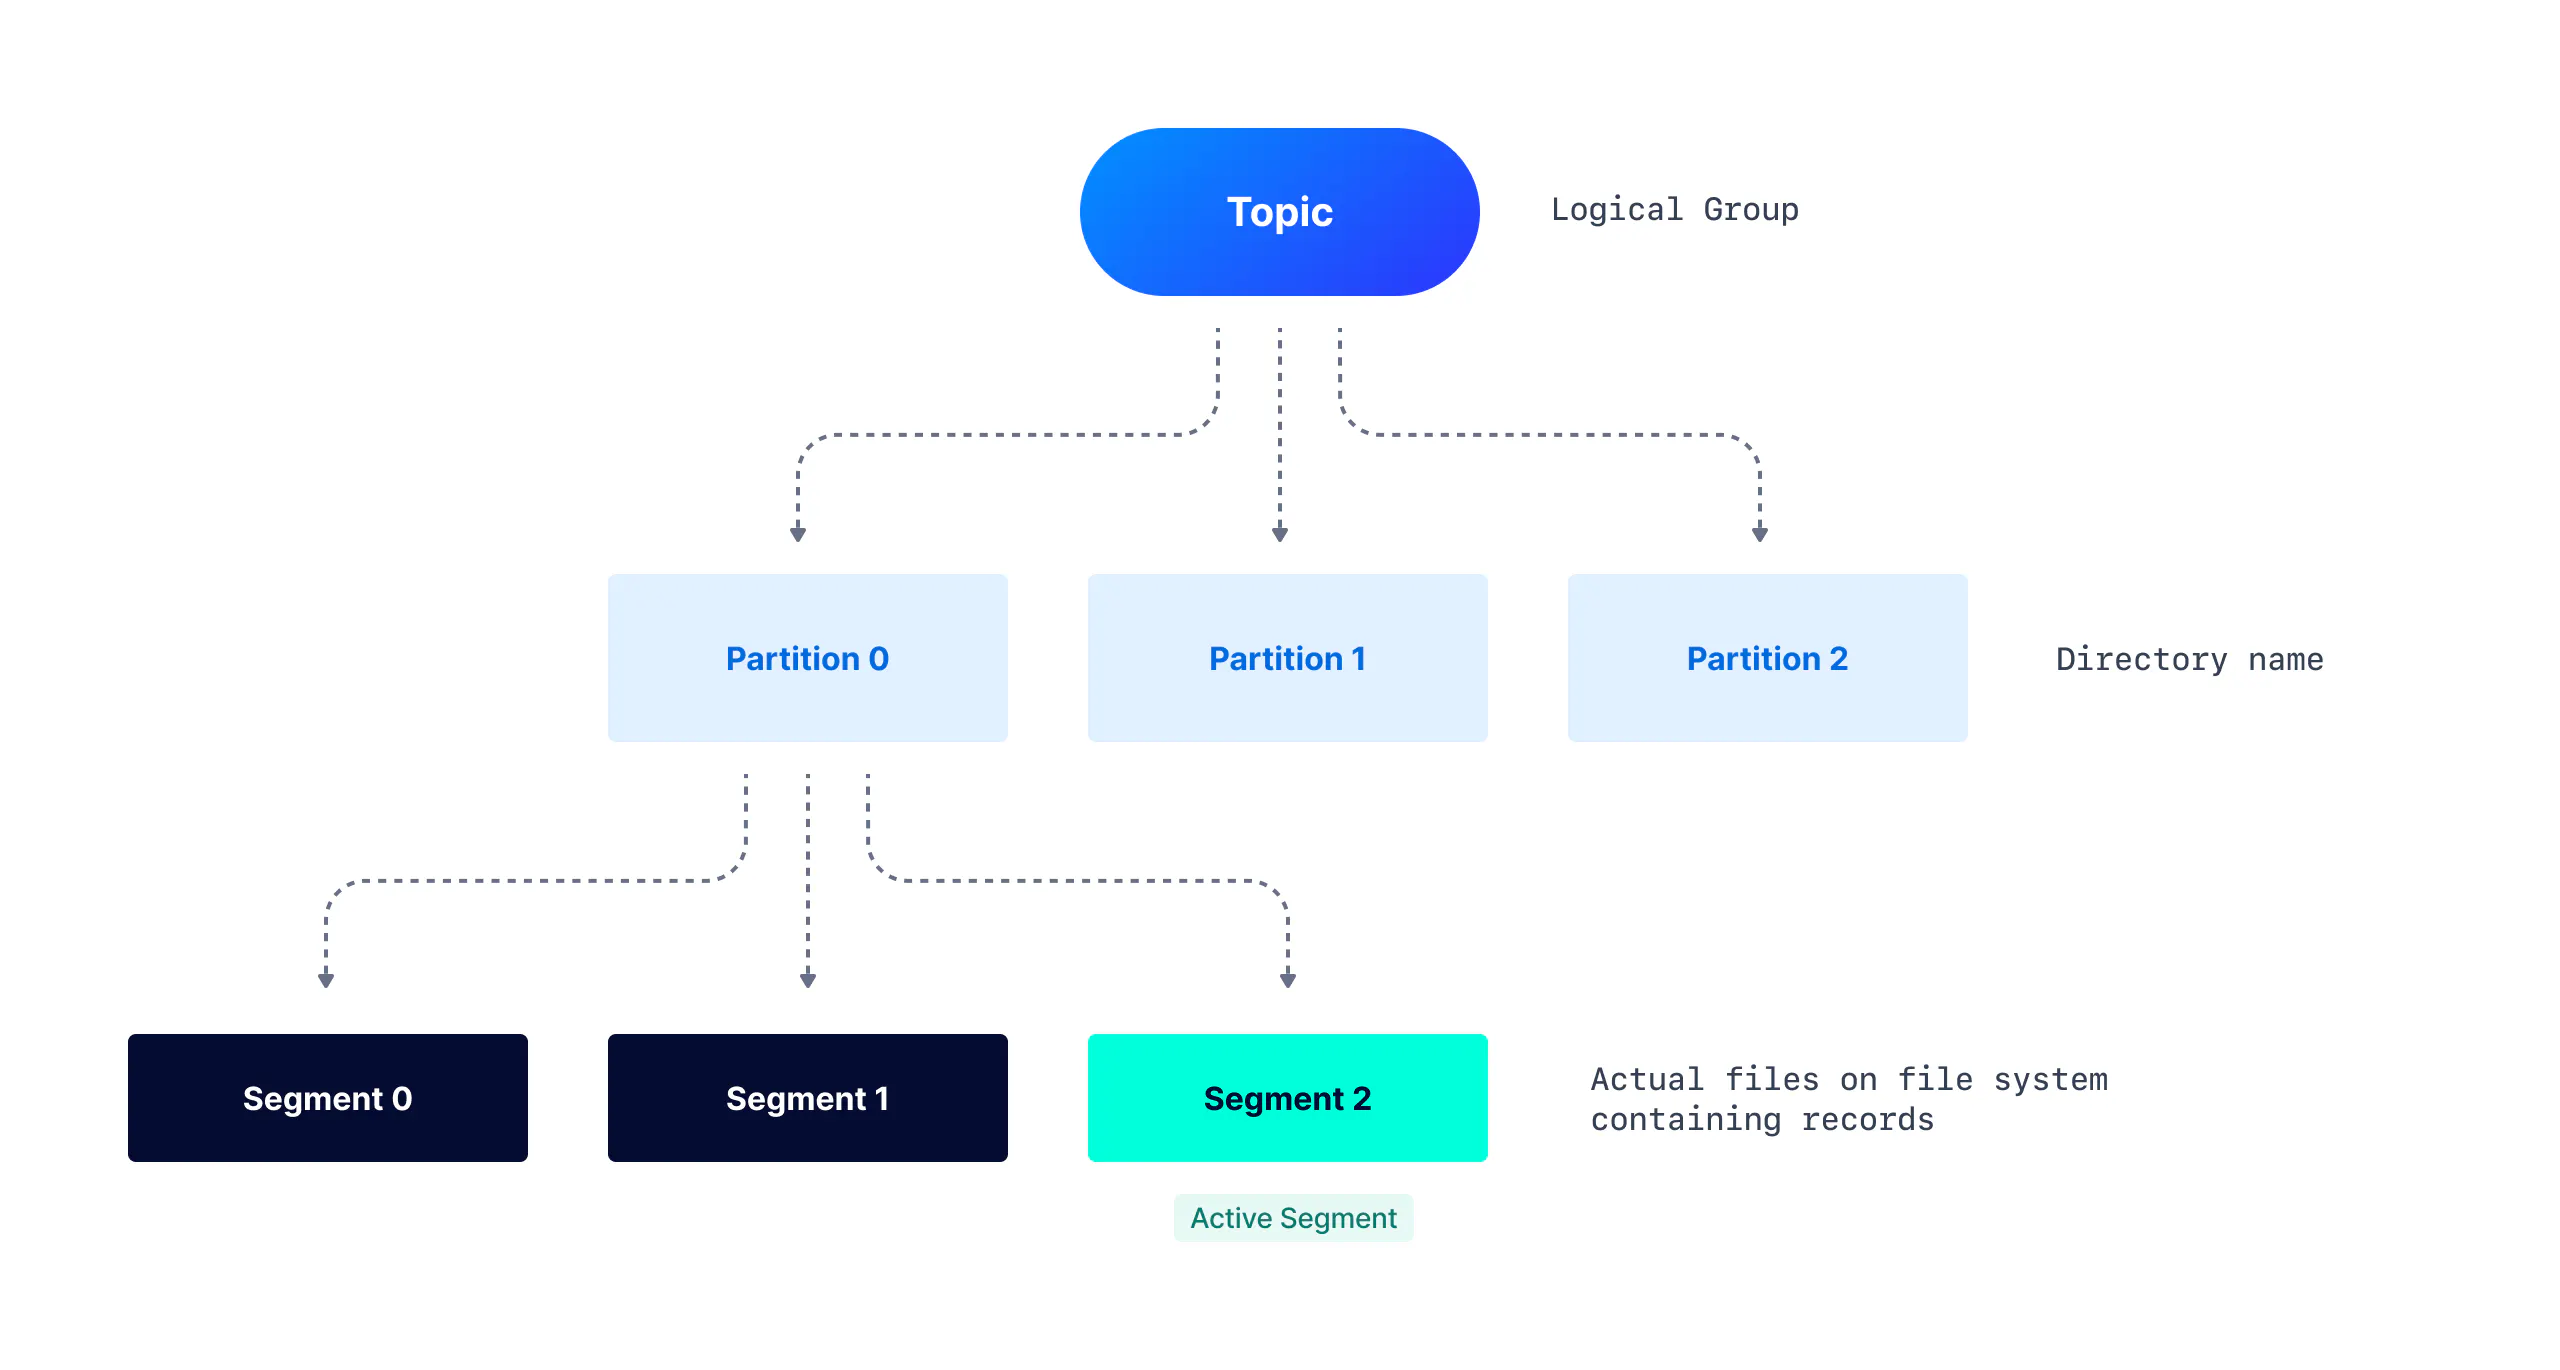 Topic
Logical Group
Partition 0
Partition 1
Partition 2
Directory name
Segment 0
Segment 1
Segment 2
Actual files on file system
containing records
Active Segment